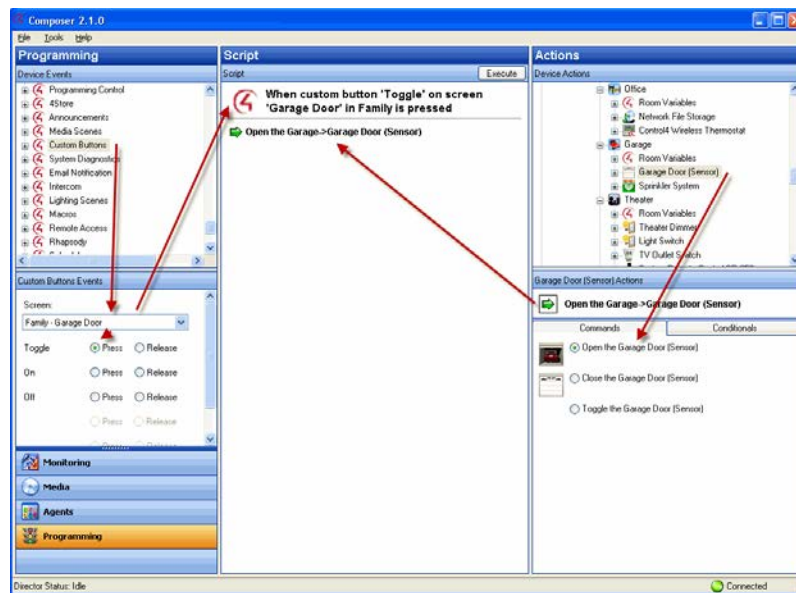 Composer 2.1.0
File Tools Help
Programming
Device Events
Programming Control
4Store
Announcements
Media Scenes
Custom Buttons
System Diagnostics
Email Notification
Intercom
Lighting Scenes
Macros
Remote Access
Rhapsody
Custom Buttons Events
Screen:
Family - Garage Door
Toggle Press Release
On Press Release
Off Press Release
Press Release
Press Release
Monitoring
Media
Agents
Programming
Director Status: Idle
Script
Script Execute
When custom button 'Toggle' on screen
'Garage Door' in Family is pressed
Open the Garage->Garage Door (Sensor)
Actions
Device Actions
Office
Room Variables
Network File Storage
Control4 Wireless Thermostat
Garage
Room Variables
Garage Door (Sensor)
Sprinkler System
Theater
Room Variables
Theater Dimmer
Light Switch
TV Outlet Switch
Garage Door (Sensor) Actions
Open the Garage->Garage Door (Sensor)
Commands Conditionals
Open the Garage Door (Sensor)
Close the Garage Door (Sensor)
Toggle the Garage Door (Sensor)
Connected